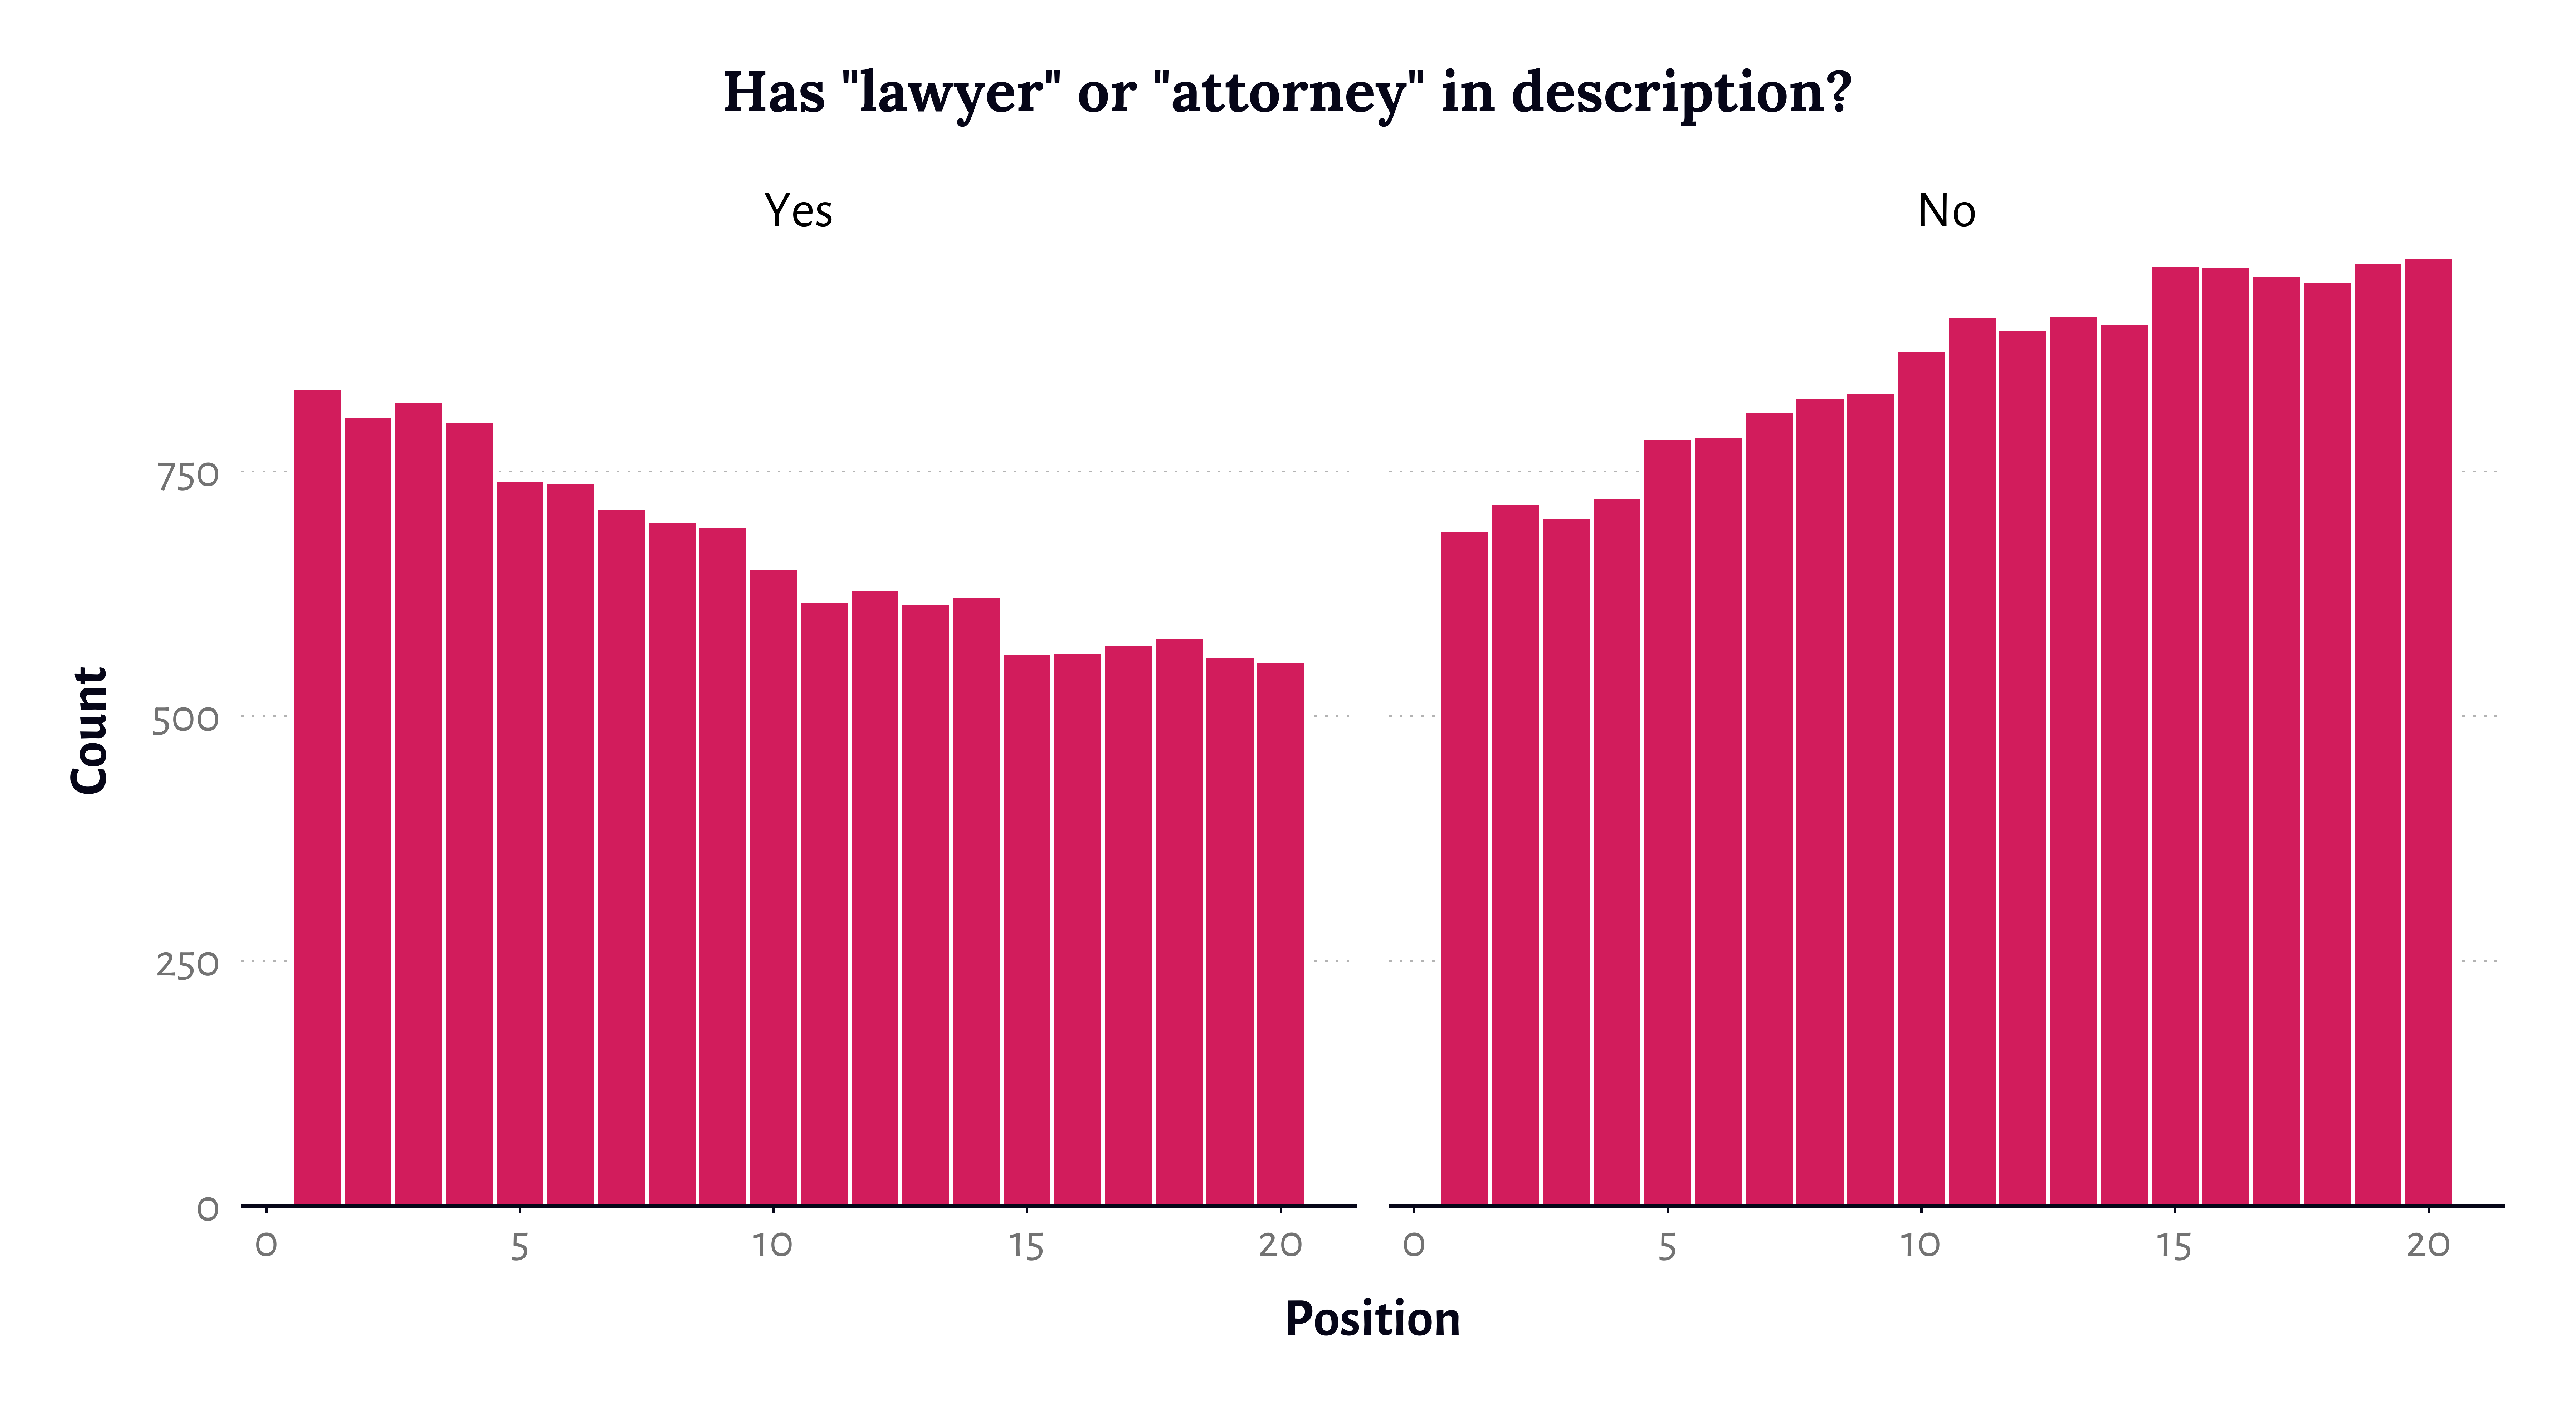 Has "lawyer" or "attorney" in description?
Yes
No
Count
750
500
250
0
0 5 10 15 20
0 5 10 15 20
Position